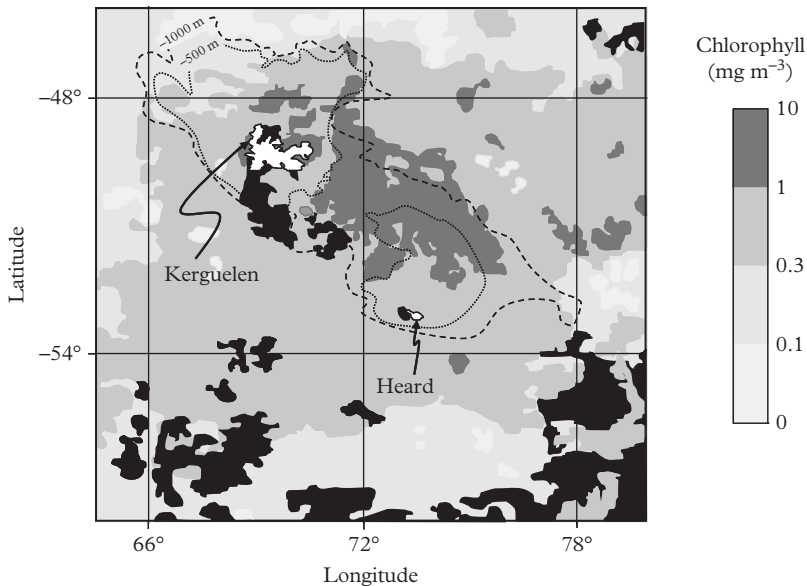 −1000 m
−500 m
Chlorophyll
(mg m⁻³)
10
1
0.3
0.1
0
−48°
−54°
Latitude
Kerguelen
Heard
66°
72°
78°
Longitude